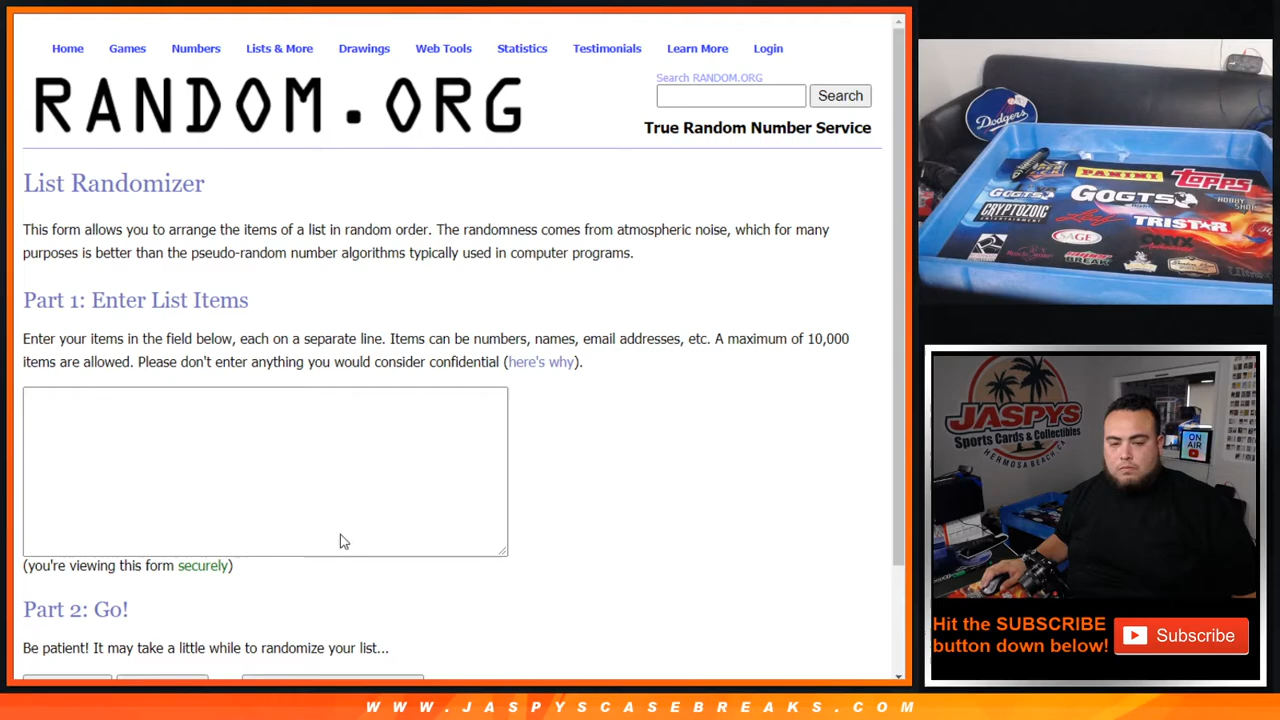 Home Games Numbers Lists & More Drawings Web Tools Statistics Testimonials Learn More Login
RANDOM.ORG
Search RANDOM.ORG
Search
True Random Number Service
List Randomizer
This form allows you to arrange the items of a list in random order. The randomness comes from atmospheric noise, which for many
purposes is better than the pseudo-random number algorithms typically used in computer programs.
Part 1: Enter List Items
Enter your items in the field below, each on a separate line. Items can be numbers, names, email addresses, etc. A maximum of 10,000
items are allowed. Please don't enter anything you would consider confidential (here's why).
(you're viewing this form securely)
Part 2: Go!
Be patient! It may take a little while to randomize your list...
Dodgers
PANINI
Topps
GOGTS
GOGTS
HOBBY SHOP
CRYPTOZOIC
ENTERTAINMENT
Leaf
TRISTAR
SAGE
ONYX
JASPYS
Sports Cards & Collectibles
HERMOSA BEACH, CA
ON
AIR
Hit the SUBSCRIBE
button down below!
Subscribe
WWW.JASPYSCASEBREAKS.COM